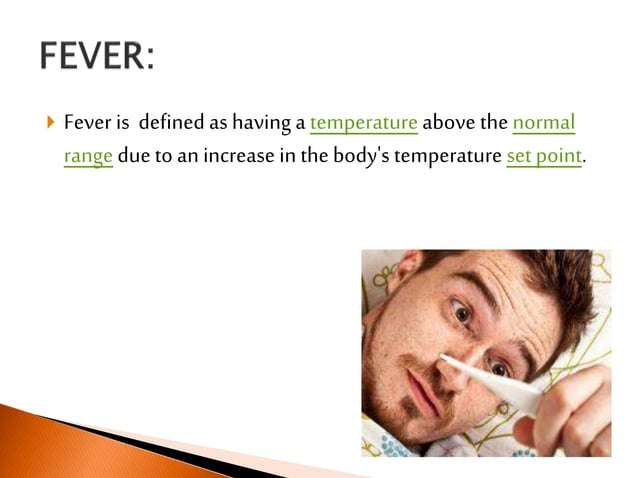 FEVER:
Fever is defined as having a temperature above the normal
range due to an increase in the body's temperature set point.